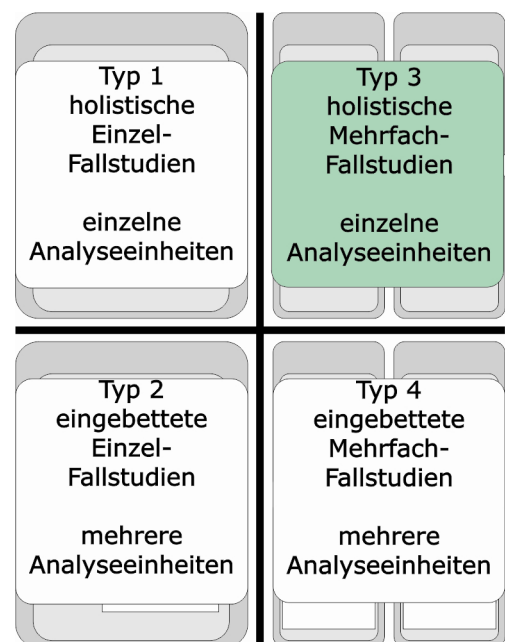 Typ 1
holistische
Einzel-
Fallstudien
einzelne
Analyseeinheiten
Typ 3
holistische
Mehrfach-
Fallstudien
einzelne
Analyseeinheiten
Typ 2
eingebettete
Einzel-
Fallstudien
mehrere
Analyseeinheiten
Typ 4
eingebettete
Mehrfach-
Fallstudien
mehrere
Analyseeinheiten